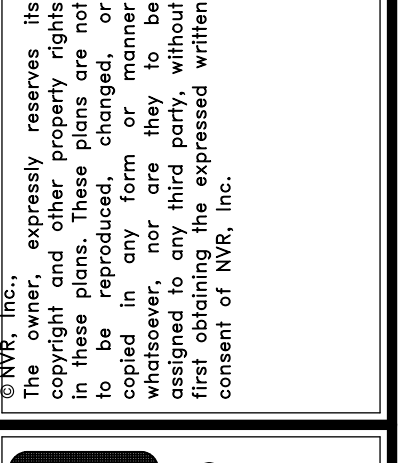 © NVR, Inc.,
The owner, expressly reserves its
copyright and other property rights
in these plans. These plans are not
to be reproduced, changed, or
copied in any form or manner
whatsoever, nor are they to be
assigned to any third party, without
first obtaining the expressed written
consent of NVR, Inc.